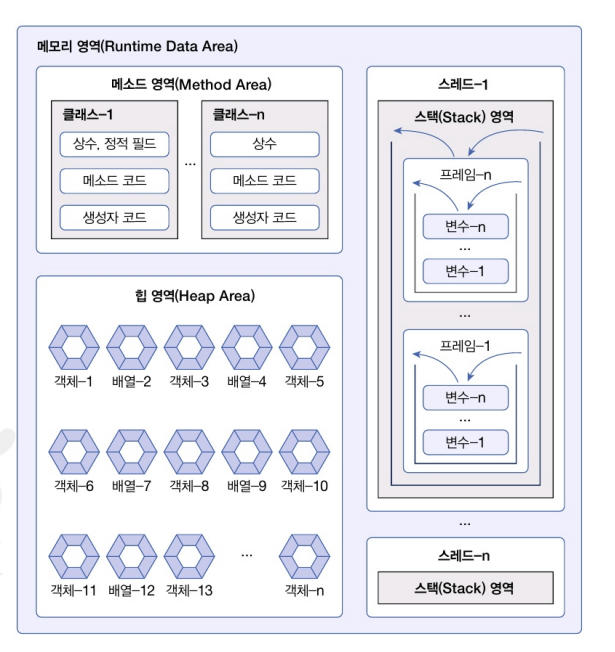 메모리 영역(Runtime Data Area)
메소드 영역(Method Area)
클래스–1
상수, 정적 필드
메소드 코드
생성자 코드
...
클래스–n
상수
메소드 코드
생성자 코드
힙 영역(Heap Area)
객체–1 배열–2 객체–3 배열–4 객체–5
객체–6 배열–7 객체–8 배열–9 객체–10
...
객체–11 배열–12 객체–13 객체–n
스레드–1
스택(Stack) 영역
프레임–n
변수–n
...
변수–1
...
프레임–1
변수–n
...
변수–1
...
스레드–n
스택(Stack) 영역